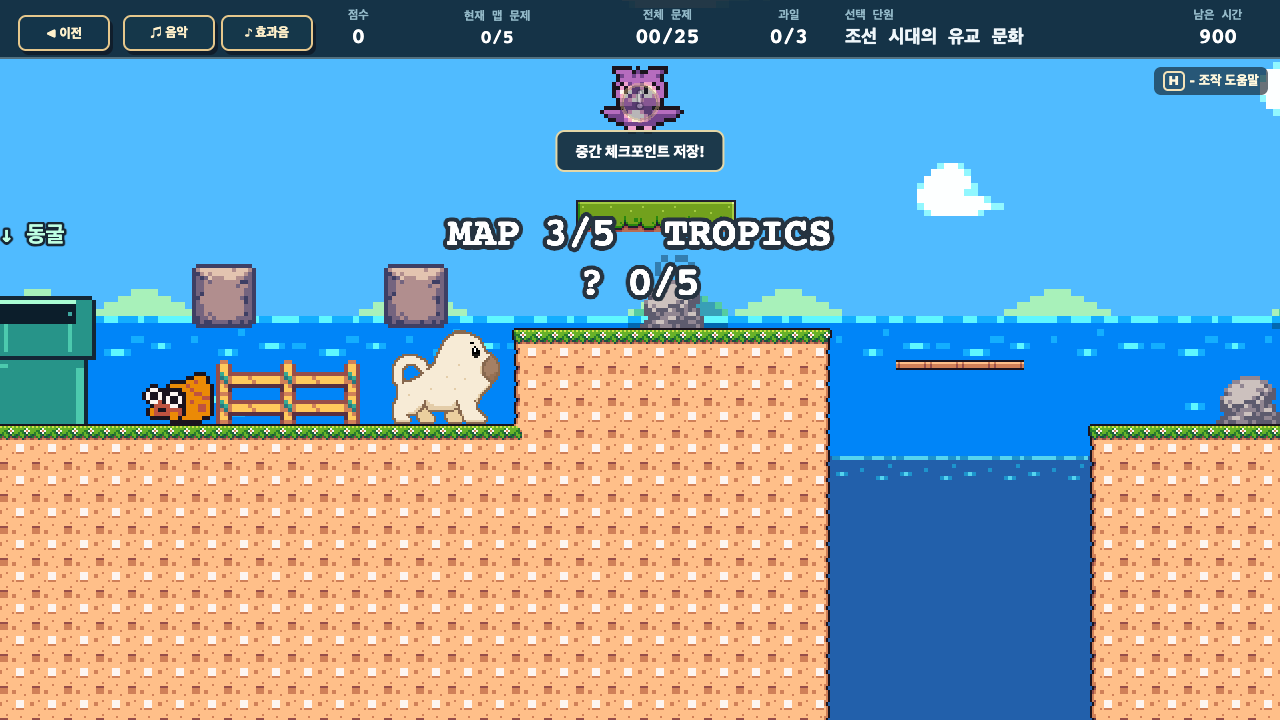 ◀ 이전
♫ 음악
♪ 효과음
점수
0
현재 맵 문제
0/5
전체 문제
00/25
과일
0/3
선택 단원
조선 시대의 유교 문화
남은 시간
900
H - 조작 도움말
중간 체크포인트 저장!
↓ 동굴
MAP 3/5 TROPICS
? 0/5